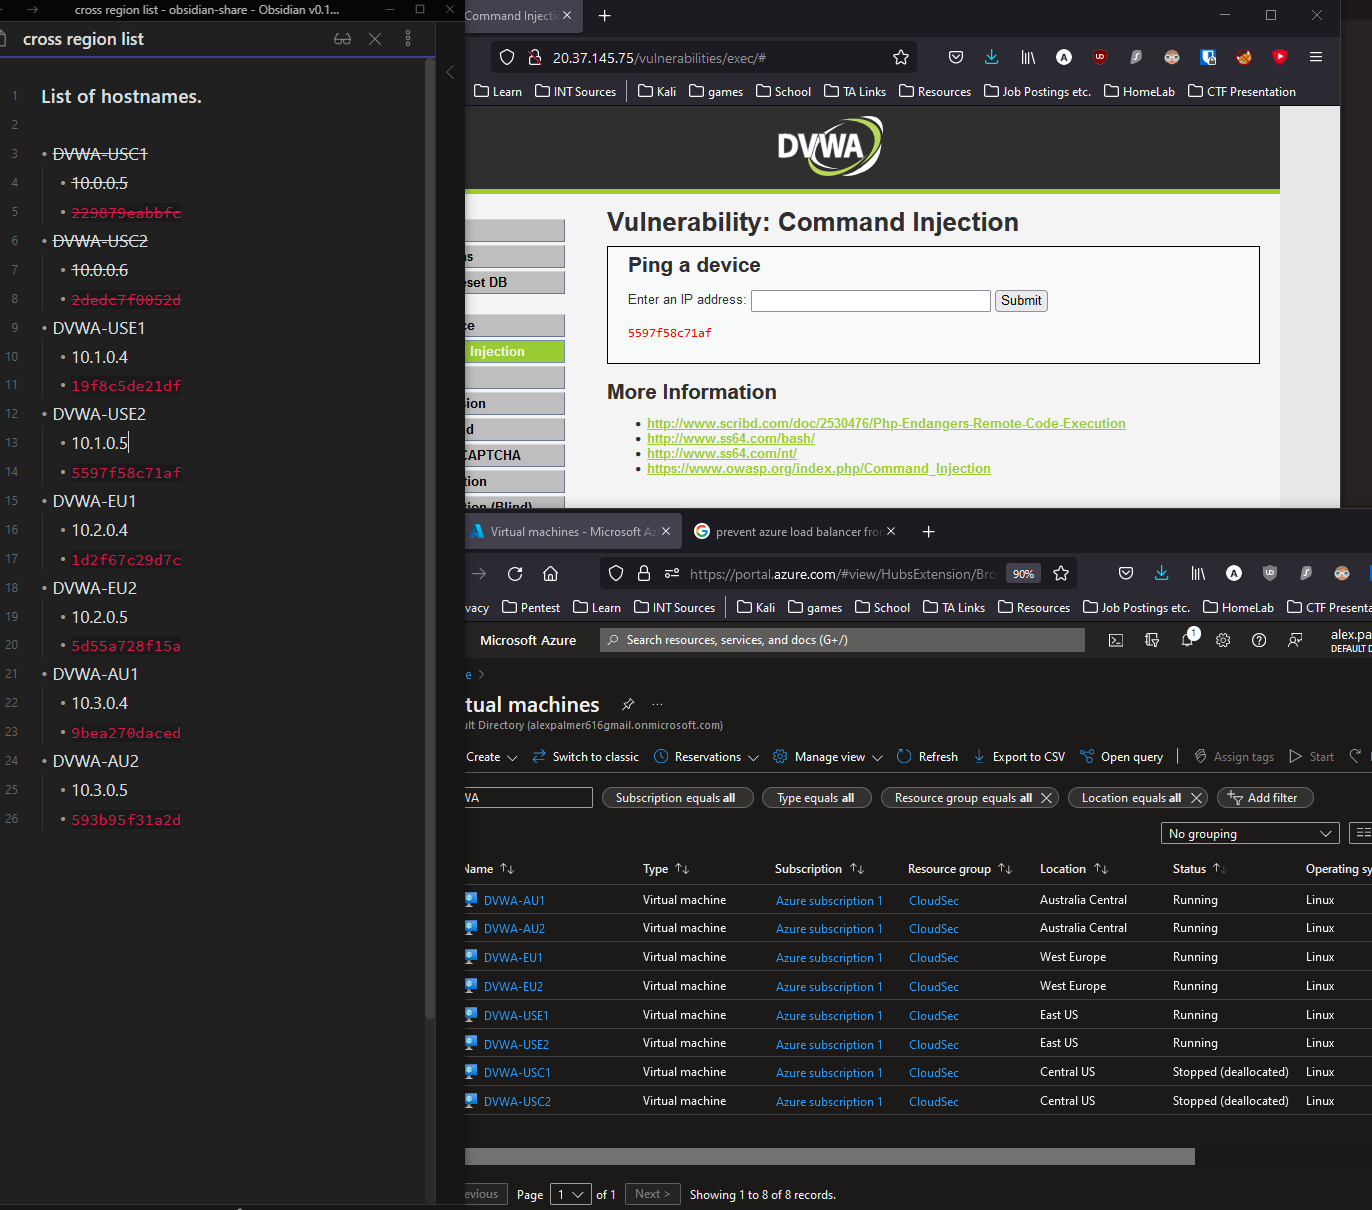 cross region list - obsidian-share - Obsidian v0.1...
cross region list
1 List of hostnames.
2
3 • DVWA-USC1
4 • 10.0.0.5
5 • 229879eabbfc
6 • DVWA-USC2
7 • 10.0.0.6
8 • 2dedc7f0052d
9 • DVWA-USE1
10 • 10.1.0.4
11 • 19f8c5de21df
12 • DVWA-USE2
13 • 10.1.0.5
14 • 5597f58c71af
15 • DVWA-EU1
16 • 10.2.0.4
17 • 1d2f67c29d7c
18 • DVWA-EU2
19 • 10.2.0.5
20 • 5d55a728f15a
21 • DVWA-AU1
22 • 10.3.0.4
23 • 9bea270daced
24 • DVWA-AU2
25 • 10.3.0.5
26 • 593b95f31a2d
Command Injecti
20.37.145.75/vulnerabilities/exec/#
Learn INT Sources Kali games School TA Links Resources Job Postings etc. HomeLab CTF Presentation
DVWA
Vulnerability: Command Injection
Ping a device
Enter an IP address: Submit
5597f58c71af
More Information
• http://www.scribd.com/doc/2530476/Php-Endangers-Remote-Code-Execution
• http://www.ss64.com/bash/
• http://www.ss64.com/nt/
• https://www.owasp.org/index.php/Command_Injection
ns
eset DB
ce
Injection
sion
d
CAPTCHA
tion
tion (Blind)
Virtual machines - Microsoft Az prevent azure load balancer fro
https://portal.azure.com/#view/HubsExtension/Bro 90%
vacy Pentest Learn INT Sources Kali games School TA Links Resources Job Postings etc. HomeLab CTF Presenta
Microsoft Azure Search resources, services, and docs (G+/) 1 alex.pa
DEFAULT D
e >
tual machines ...
ult Directory (alexpalmer616gmail.onmicrosoft.com)
Create Switch to classic Reservations Manage view Refresh Export to CSV Open query Assign tags Start
WA Subscription equals all Type equals all Resource group equals all Location equals all Add filter
No grouping
Name Type Subscription Resource group Location Status Operating sy
DVWA-AU1 Virtual machine Azure subscription 1 CloudSec Australia Central Running Linux
DVWA-AU2 Virtual machine Azure subscription 1 CloudSec Australia Central Running Linux
DVWA-EU1 Virtual machine Azure subscription 1 CloudSec West Europe Running Linux
DVWA-EU2 Virtual machine Azure subscription 1 CloudSec West Europe Running Linux
DVWA-USE1 Virtual machine Azure subscription 1 CloudSec East US Running Linux
DVWA-USE2 Virtual machine Azure subscription 1 CloudSec East US Running Linux
DVWA-USC1 Virtual machine Azure subscription 1 CloudSec Central US Stopped (deallocated) Linux
DVWA-USC2 Virtual machine Azure subscription 1 CloudSec Central US Stopped (deallocated) Linux
evious Page 1 of 1 Next > Showing 1 to 8 of 8 records.